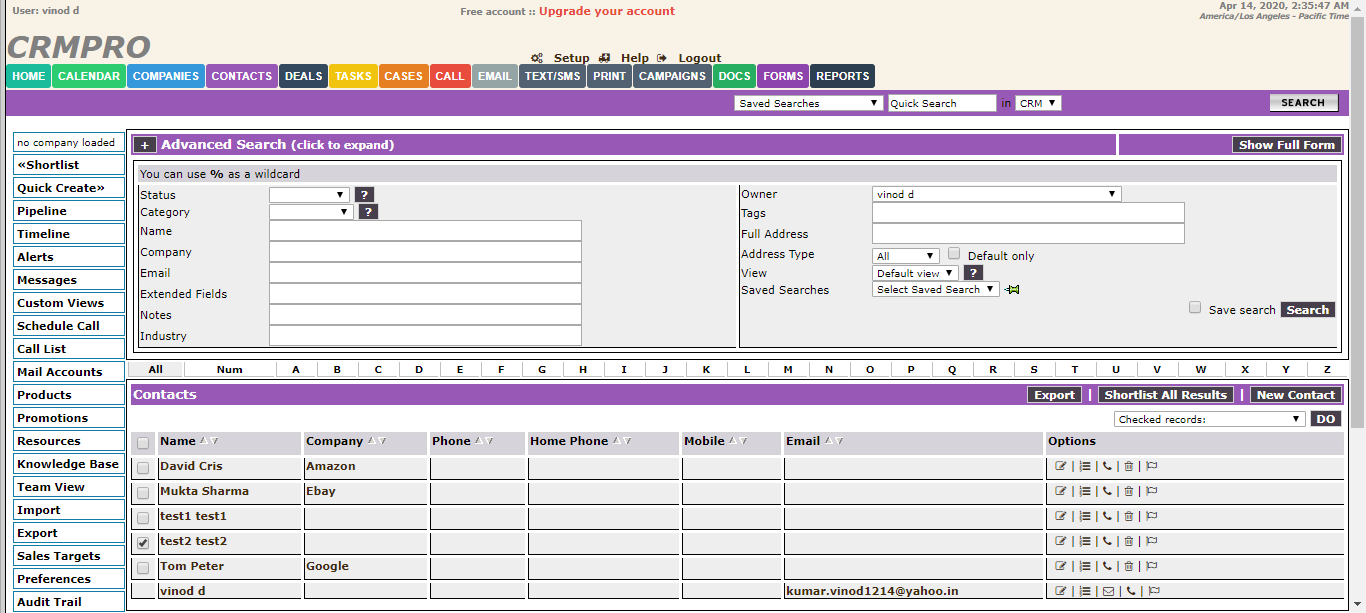 User: vinod d
Free account :: Upgrade your account
Apr 14, 2020, 2:35:47 AM
America/Los Angeles - Pacific Time
CRMPRO
Setup Help Logout
HOME CALENDAR COMPANIES CONTACTS DEALS TASKS CASES CALL EMAIL TEXT/SMS PRINT CAMPAIGNS DOCS FORMS REPORTS
Saved Searches Quick Search in CRM SEARCH
no company loaded
«Shortlist
Quick Create»
Pipeline
Timeline
Alerts
Messages
Custom Views
Schedule Call
Call List
Mail Accounts
Products
Promotions
Resources
Knowledge Base
Team View
Import
Export
Sales Targets
Preferences
Audit Trail
+ Advanced Search (click to expand) Show Full Form
You can use % as a wildcard
Status ?
Category ?
Name
Company
Email
Extended Fields
Notes
Industry
Owner vinod d
Tags
Full Address
Address Type All Default only
View Default view ?
Saved Searches Select Saved Search
Save search Search
All Num A B C D E F G H I J K L M N O P Q R S T U V W X Y Z
Contacts Export | Shortlist All Results | New Contact
Checked records: DO
Name Company Phone Home Phone Mobile Email Options
David Cris Amazon | | | |
Mukta Sharma Ebay | | | |
test1 test1 | | | |
test2 test2 | | | |
Tom Peter Google | | | |
vinod d kumar.vinod1214@yahoo.in | | | |